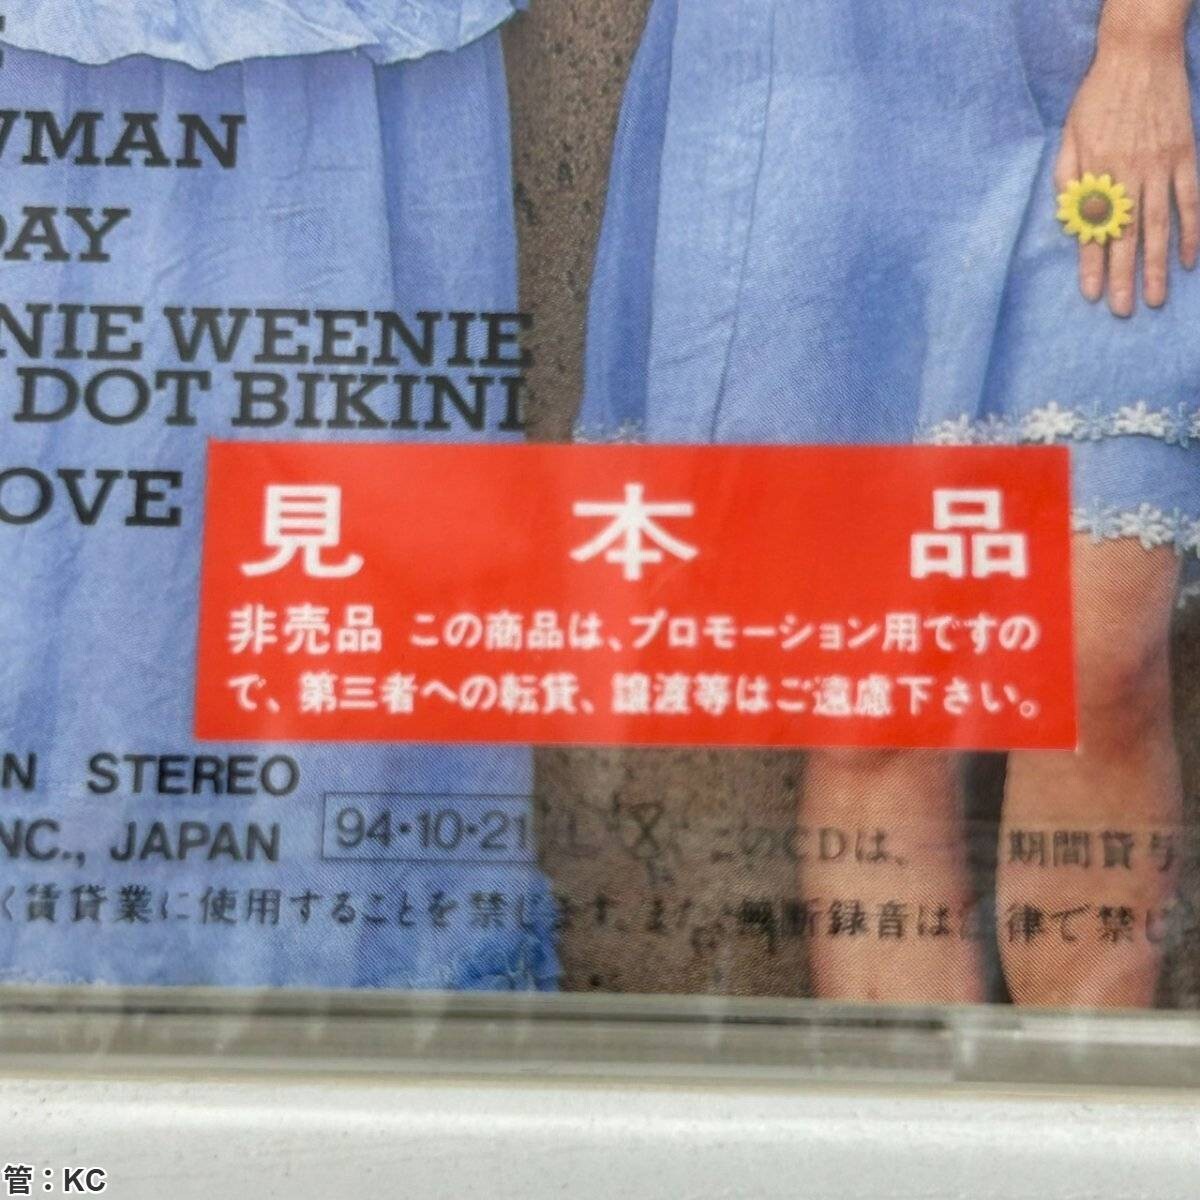 WMAN
DAY
NIE WEENIE
DOT BIKINI
OVE
見本品
非売品 この商品は、プロモーション用ですの
で、第三者への転貸、譲渡等はご遠慮下さい。
N STEREO
NC., JAPAN 94・10・21 L X このCDは、 期間貸与
く賃貸業に使用することを禁じます。また 無断録音は 律で禁じ
管：KC